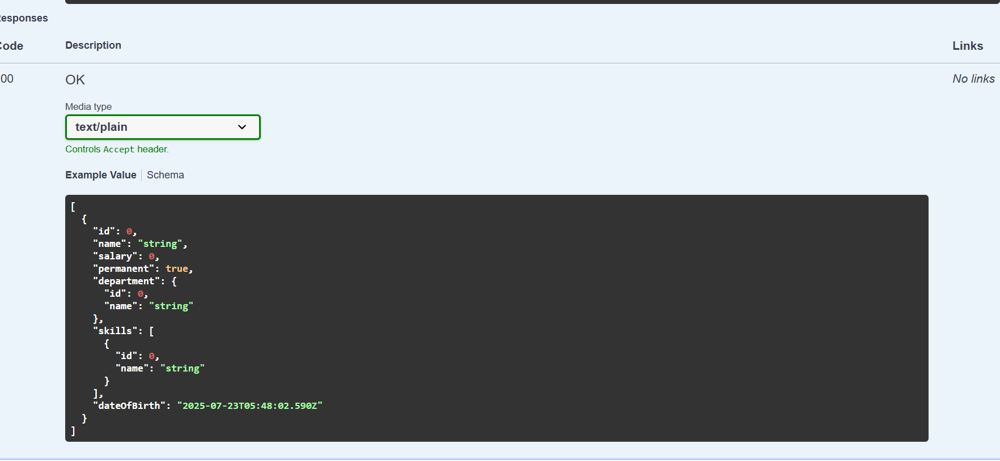 Responses
Code Description Links
00 OK No links
Media type
text/plain
Controls Accept header.
Example Value Schema
[
  {
    "id": 0,
    "name": "string",
    "salary": 0,
    "permanent": true,
    "department": {
      "id": 0,
      "name": "string"
    },
    "skills": [
      {
        "id": 0,
        "name": "string"
      }
    ],
    "dateOfBirth": "2025-07-23T05:48:02.590Z"
  }
]